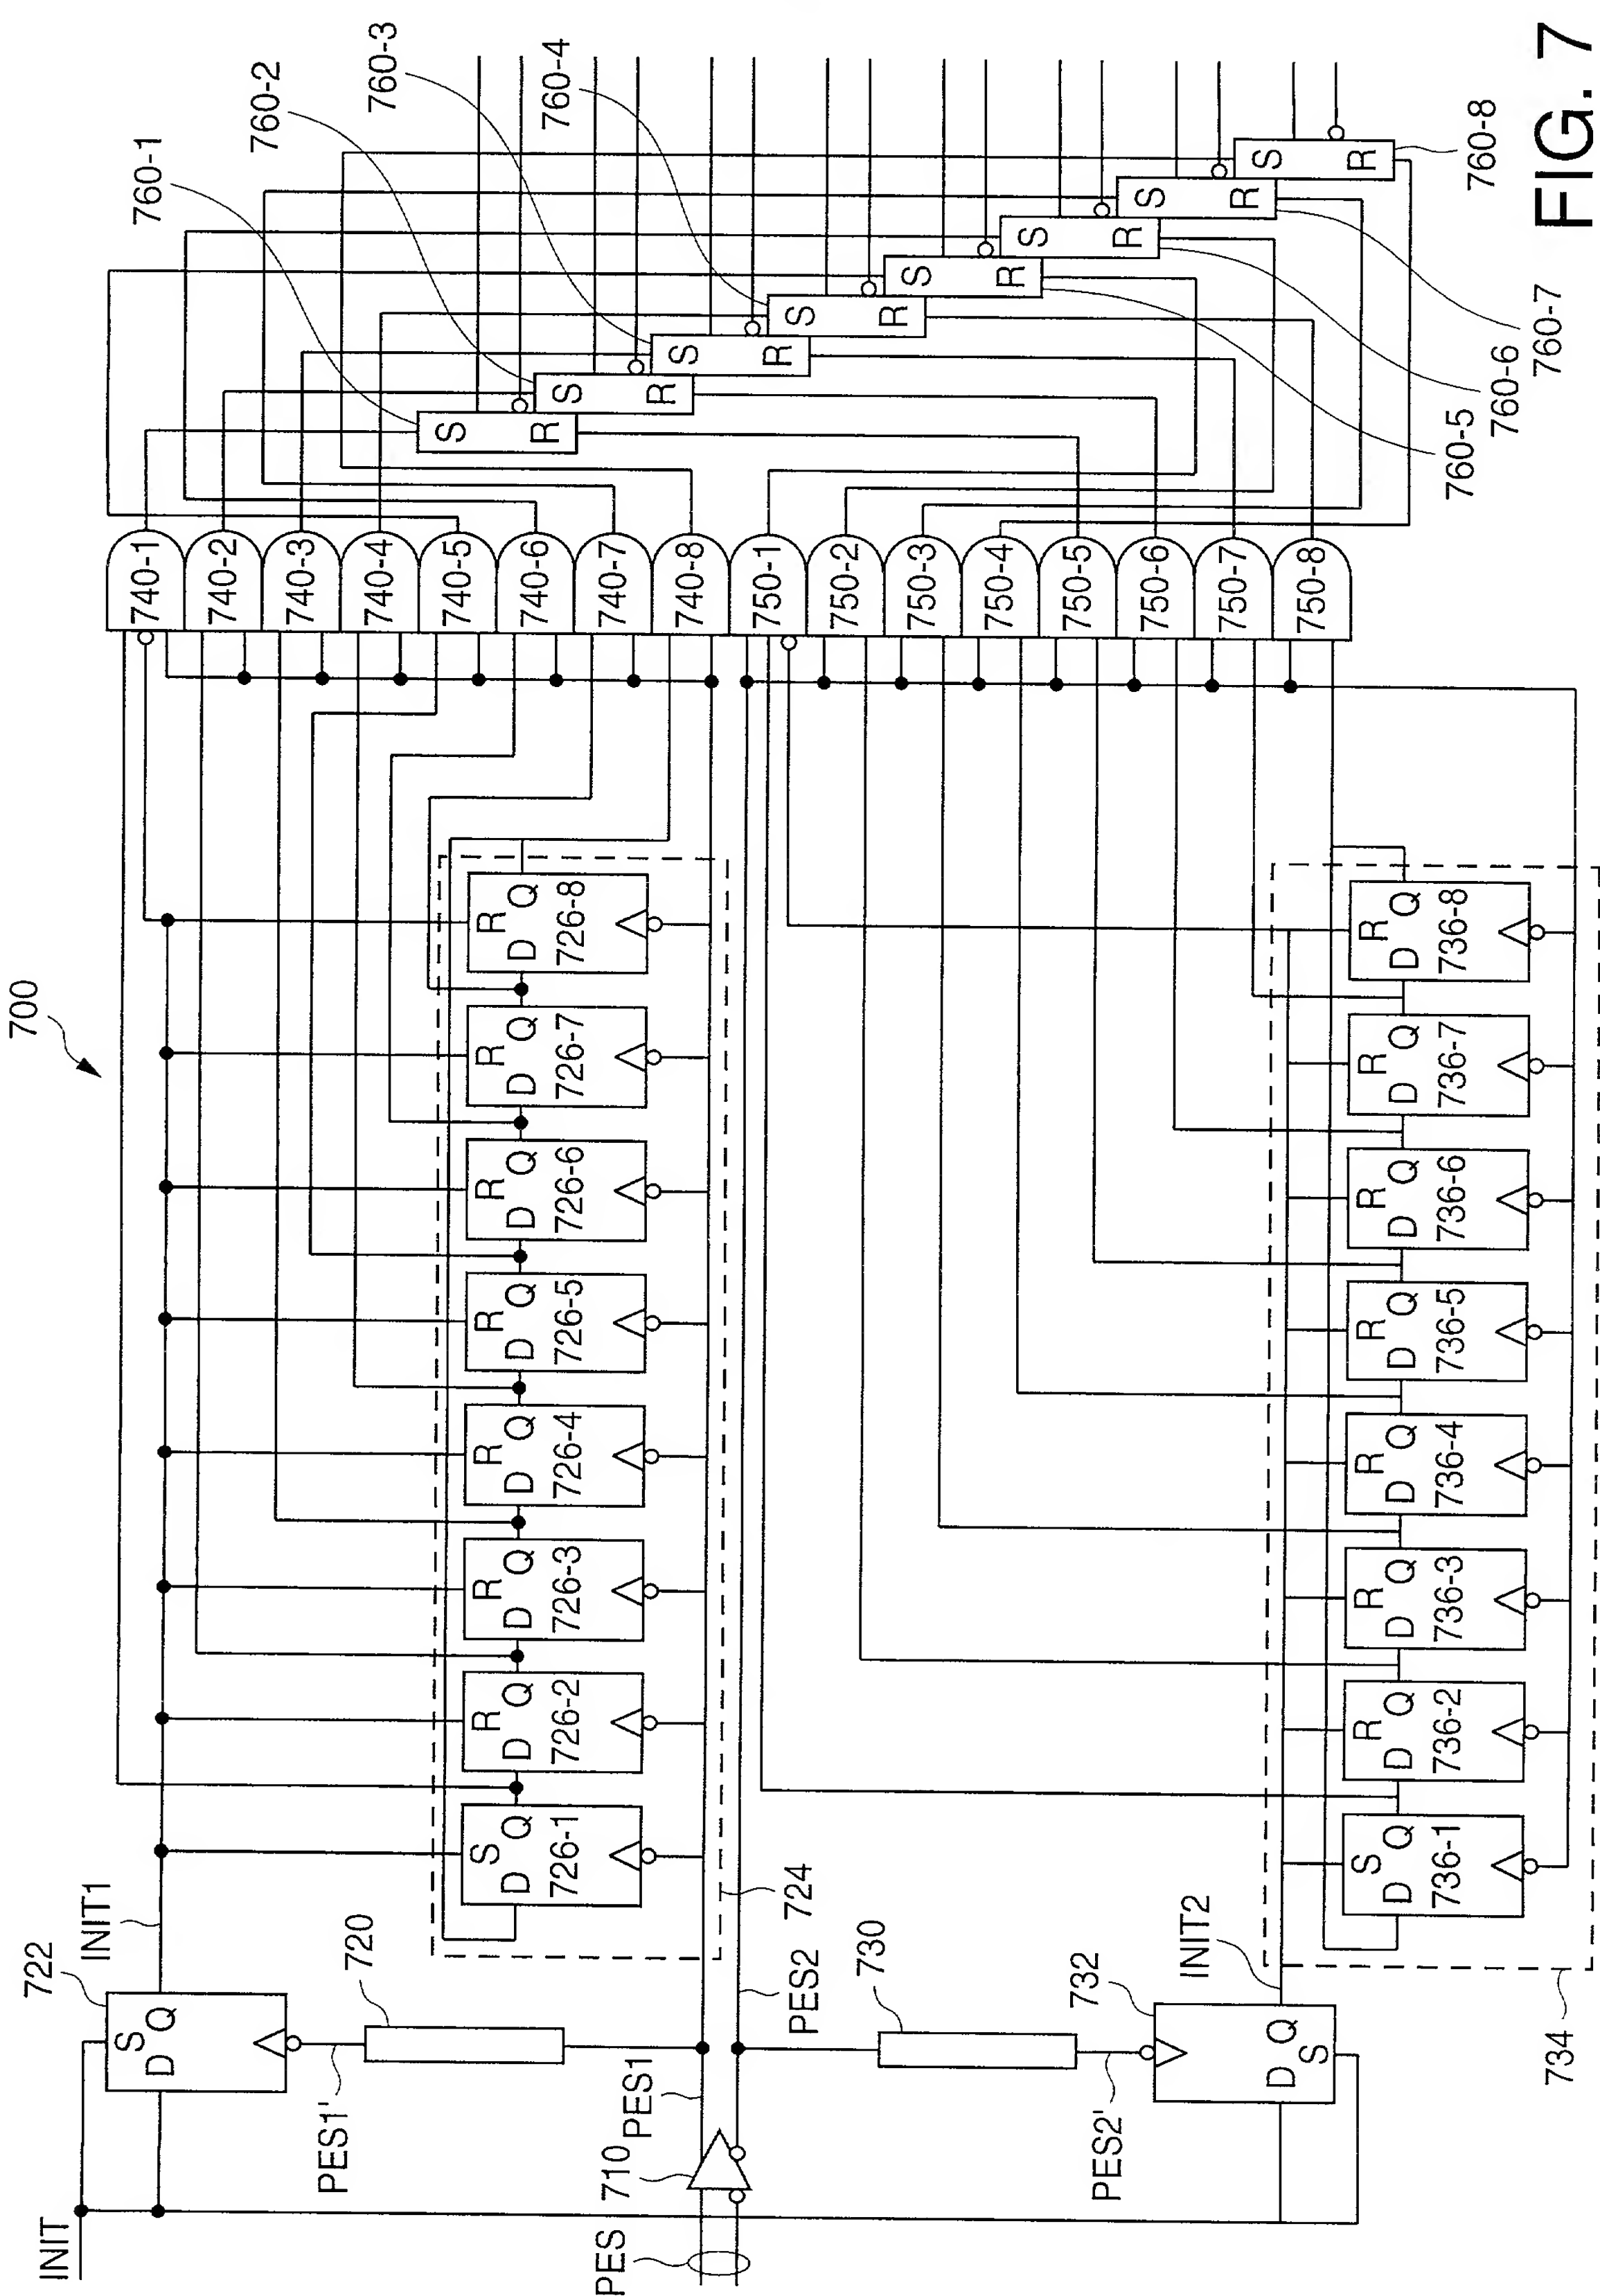 FIG. 7
700
INIT
722
S
D Q
INIT1
PES1'
720
PES
710
PES1
PES2
724
730
PES2'
732
D Q
S
INIT2
734
S
D Q
726-1
R
D Q
726-2
R
D Q
726-3
R
D Q
726-4
R
D Q
726-5
R
D Q
726-6
R
D Q
726-7
R
D Q
726-8
S
D Q
736-1
R
D Q
736-2
R
D Q
736-3
R
D Q
736-4
R
D Q
736-5
R
D Q
736-6
R
D Q
736-7
R
D Q
736-8
740-1
740-2
740-3
740-4
740-5
740-6
740-7
740-8
750-1
750-2
750-3
750-4
750-5
750-6
750-7
750-8
760-1
S R
760-2
S R
760-3
S R
760-4
S R
760-5
S R
760-6
S R
760-7
S R
760-8
S R